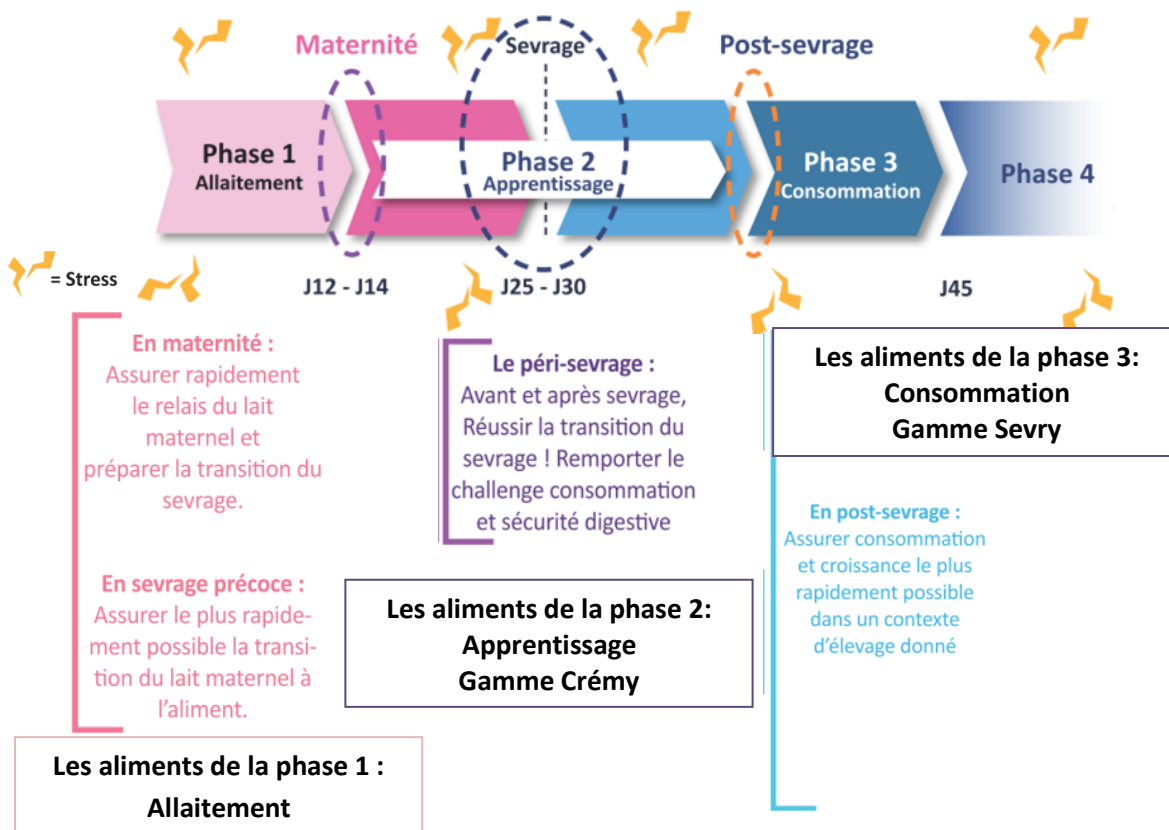 Maternité
Sevrage
Post-sevrage
Phase 1
Allaitement
Phase 2
Apprentissage
Phase 3
Consommation
Phase 4
= Stress
J12 - J14
J25 - J30
J45
En maternité :
Assurer rapidement
le relais du lait
maternel et
préparer la transition du
sevrage.
En sevrage précoce :
Assurer le plus rapide-
ment possible la transi-
tion du lait maternel à
l’aliment.
Les aliments de la phase 1 :
Allaitement
Le péri-sevrage :
Avant et après sevrage,
Réussir la transition du
sevrage ! Remporter le
challenge consommation
et sécurité digestive
Les aliments de la phase 2:
Apprentissage
Gamme Crémy
Les aliments de la phase 3:
Consommation
Gamme Sevry
En post-sevrage :
Assurer consommation
et croissance le plus
rapidement possible
dans un contexte
d’élevage donné